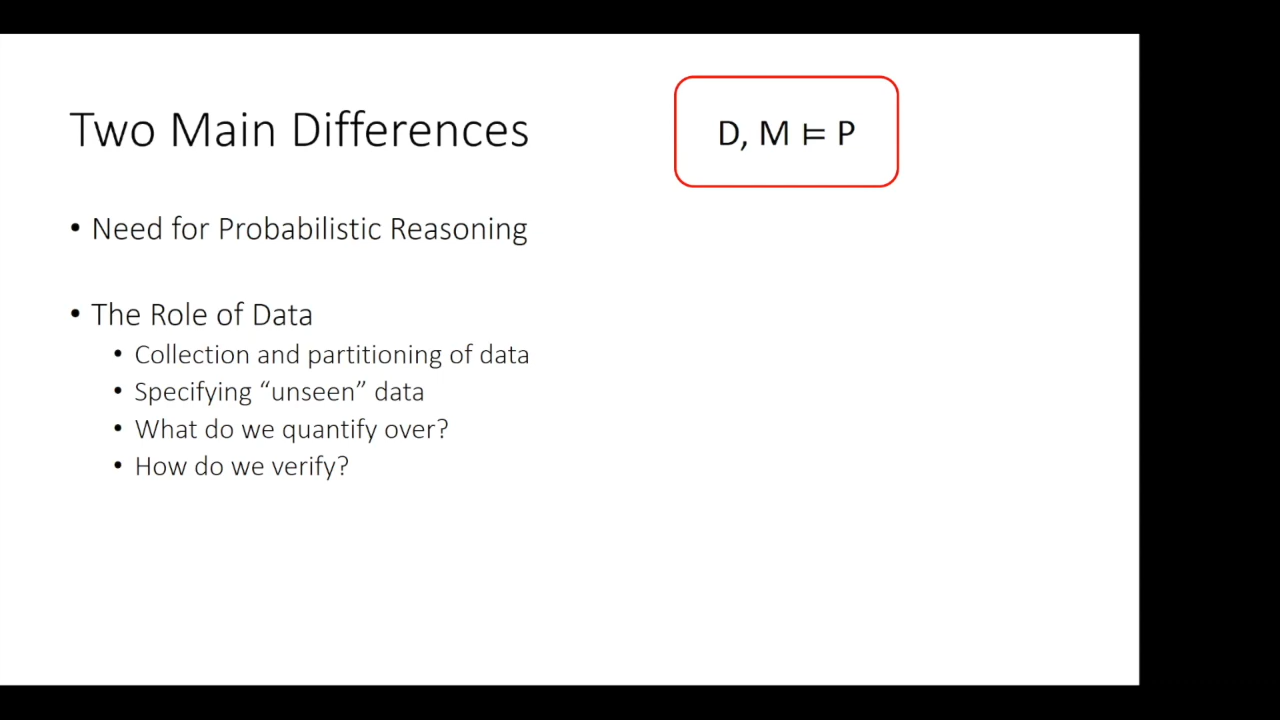 Two Main Differences
D, M ⊨ P
• Need for Probabilistic Reasoning
• The Role of Data
• Collection and partitioning of data
• Specifying “unseen” data
• What do we quantify over?
• How do we verify?